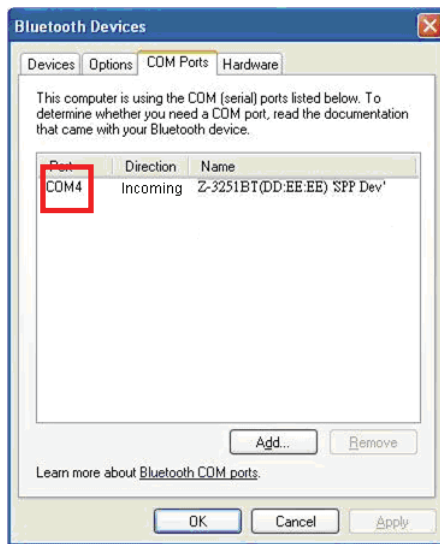 Bluetooth Devices
Devices Options COM Ports Hardware
This computer is using the COM (serial) ports listed below. To
determine whether you need a COM port, read the documentation
that came with your Bluetooth device.
Port Direction Name
COM4 Incoming Z-3251BT(DD:EE:EE) 'SPP Dev'
Add... Remove
Learn more about Bluetooth COM ports.
OK Cancel Apply